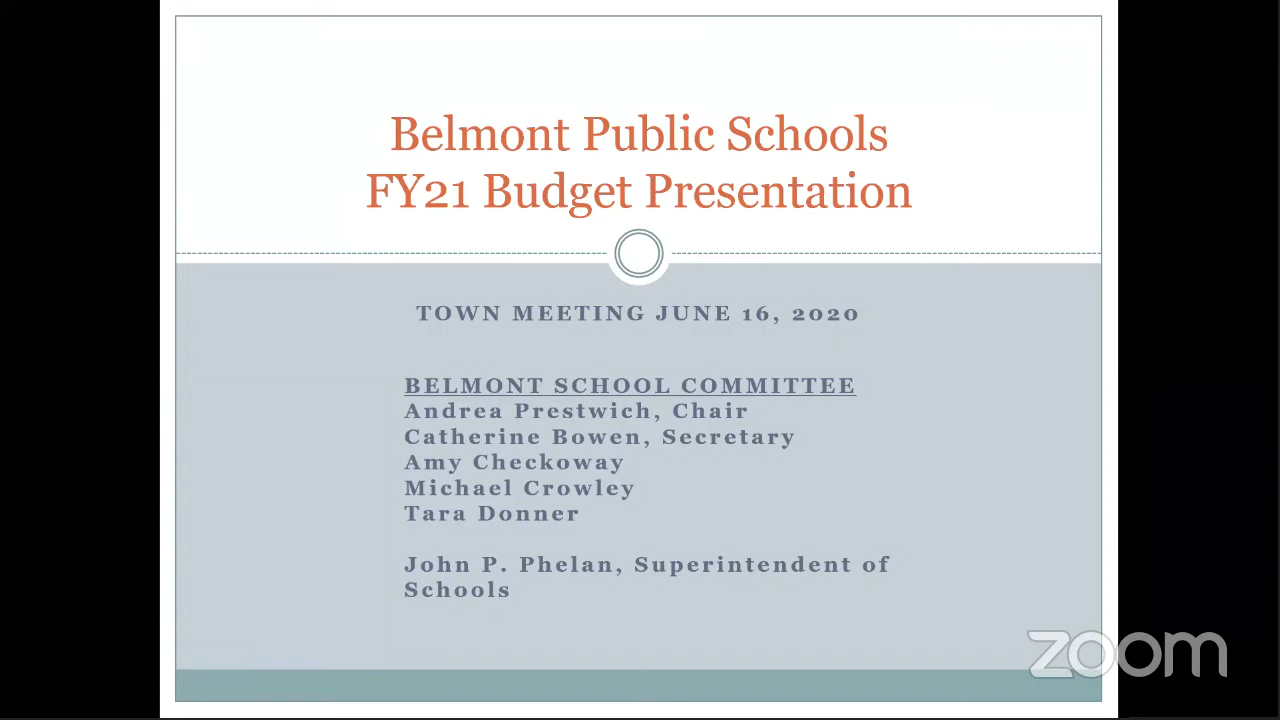 Belmont Public Schools
FY21 Budget Presentation
TOWN MEETING JUNE 16, 2020
BELMONT SCHOOL COMMITTEE
Andrea Prestwich, Chair
Catherine Bowen, Secretary
Amy Checkoway
Michael Crowley
Tara Donner
John P. Phelan, Superintendent of
Schools
zoom